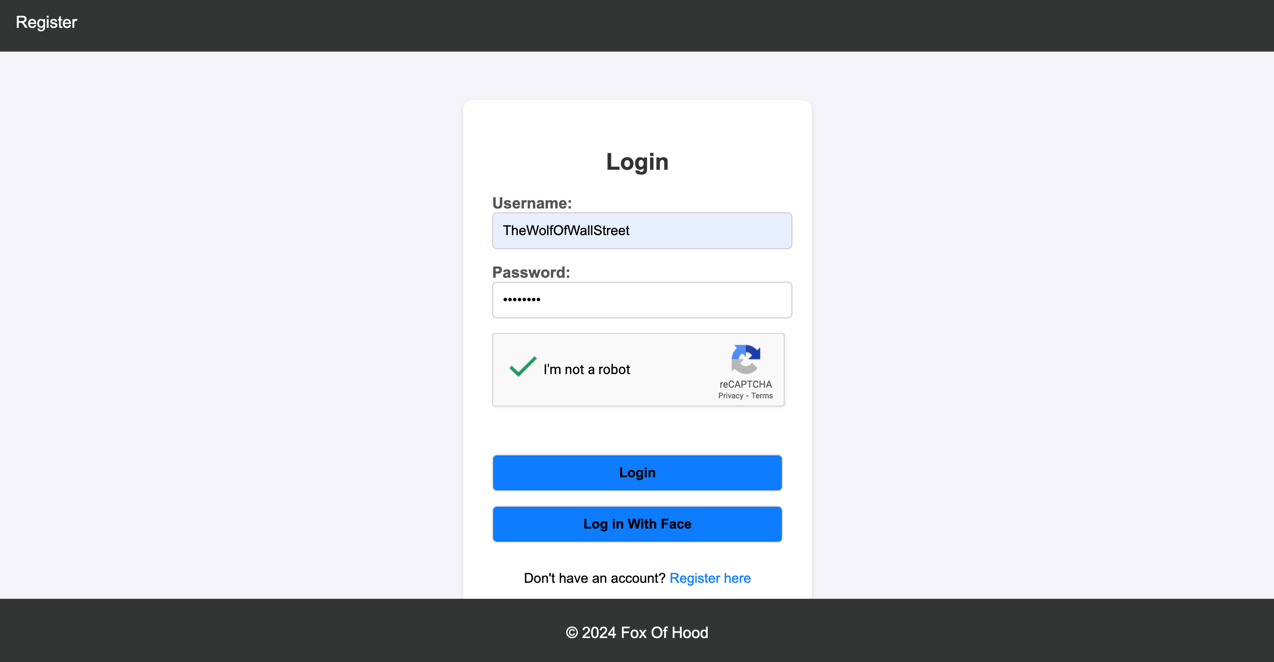 Register
Login
Username:
TheWolfOfWallStreet
Password:
••••••••
I'm not a robot
reCAPTCHA
Privacy - Terms
Login
Log in With Face
Don't have an account? Register here
© 2024 Fox Of Hood